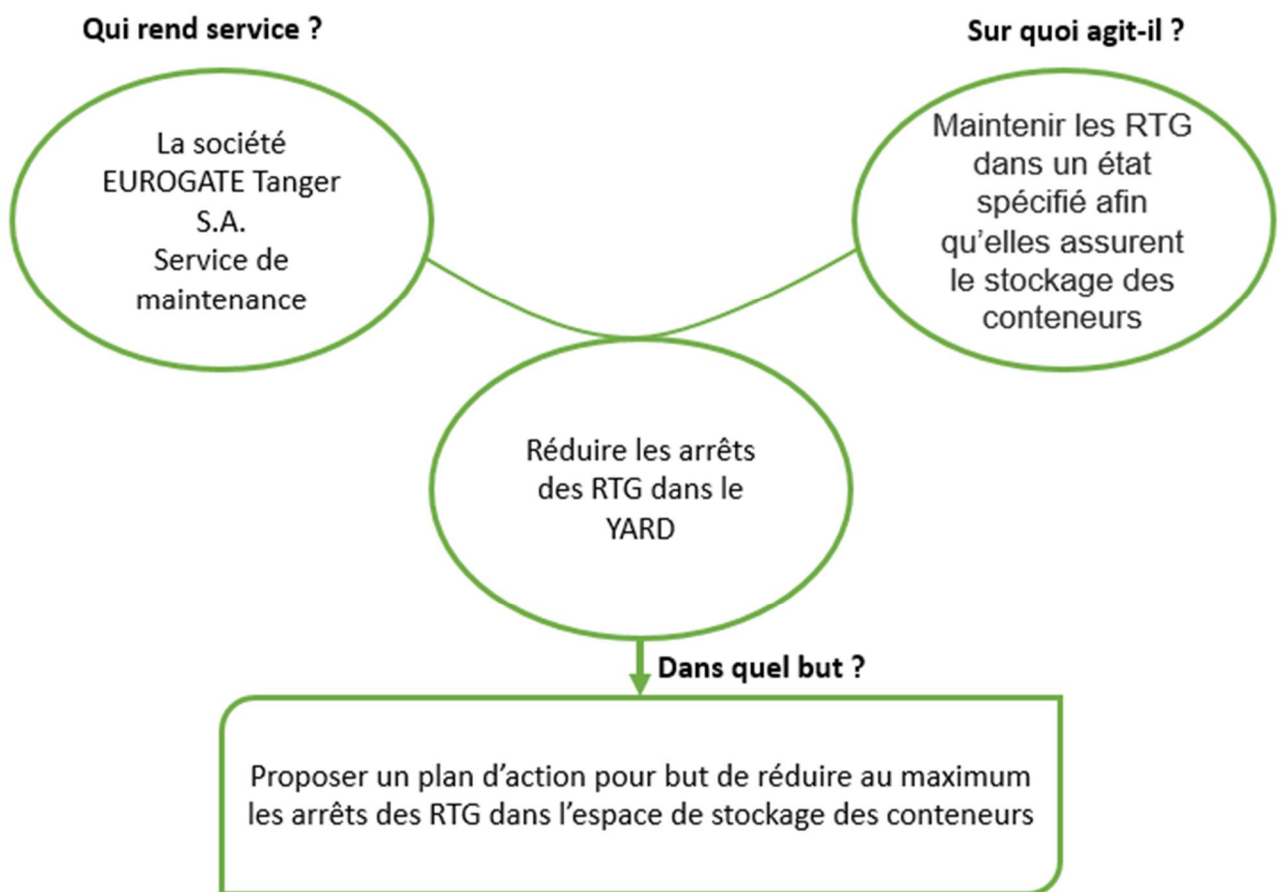 Qui rend service ?
Sur quoi agit-il ?
La société
EUROGATE Tanger
S.A.
Service de
maintenance
Maintenir les RTG
dans un état
spécifié afin
qu’elles assurent
le stockage des
conteneurs
Réduire les arrêts
des RTG dans le
YARD
Dans quel but ?
Proposer un plan d’action pour but de réduire au maximum
les arrêts des RTG dans l’espace de stockage des conteneurs